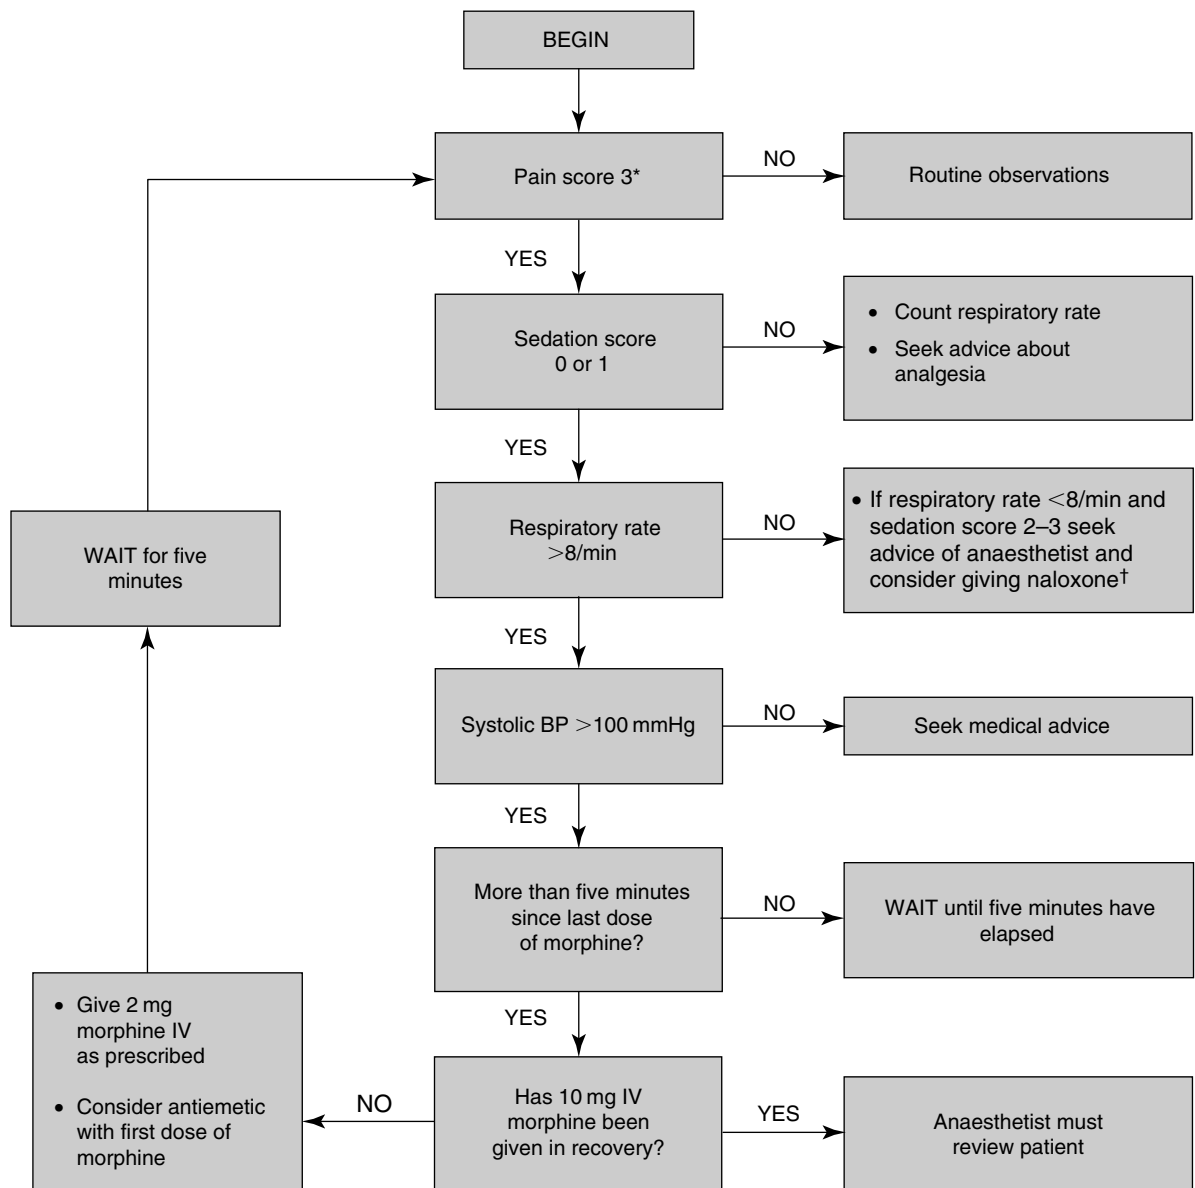 BEGIN
Pain score 3*
NO
Routine observations
YES
Sedation score
0 or 1
NO
• Count respiratory rate
• Seek advice about
analgesia
YES
Respiratory rate
>8/min
NO
• If respiratory rate <8/min and
sedation score 2–3 seek
advice of anaesthetist and
consider giving naloxone†
WAIT for five
minutes
YES
Systolic BP >100 mmHg
NO
Seek medical advice
YES
More than five minutes
since last dose
of morphine?
NO
WAIT until five minutes have
elapsed
YES
Has 10 mg IV
morphine been
given in recovery?
YES
Anaesthetist must
review patient
NO
• Give 2 mg
morphine IV
as prescribed
• Consider antiemetic
with first dose of
morphine